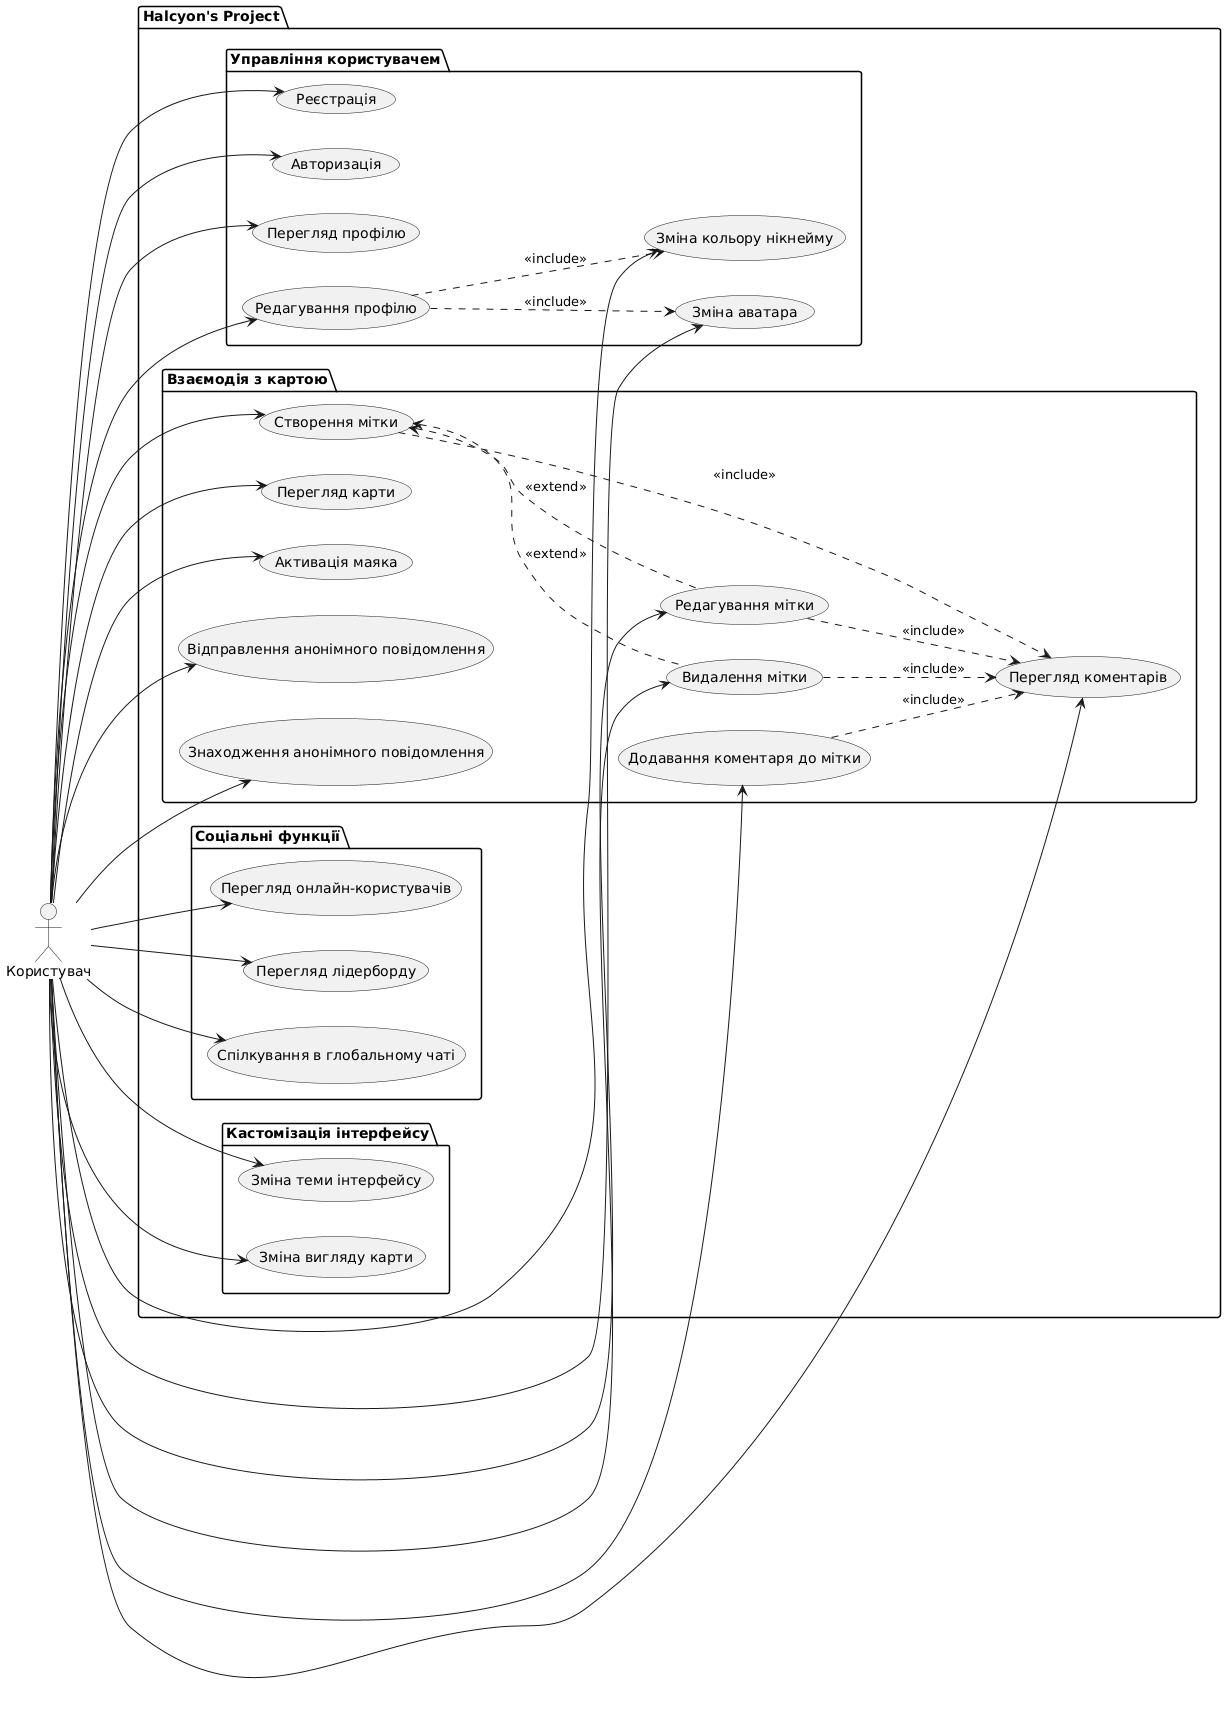 Halcyon's Project
Управління користувачем
Реєстрація
Авторизація
Перегляд профілю
Зміна кольору нікнейму
«include»
Редагування профілю
«include»
Зміна аватара
Взаємодія з картою
Створення мітки
«include»
Перегляд карти
«extend»
Активація маяка
«extend»
Редагування мітки
«include»
Відправлення анонімного повідомлення
Видалення мітки
«include»
Перегляд коментарів
«include»
Знаходження анонімного повідомлення
Додавання коментаря до мітки
Соціальні функції
Перегляд онлайн-користувачів
Користувач
Перегляд лідерборду
Спілкування в глобальному чаті
Кастомізація інтерфейсу
Зміна теми інтерфейсу
Зміна вигляду карти